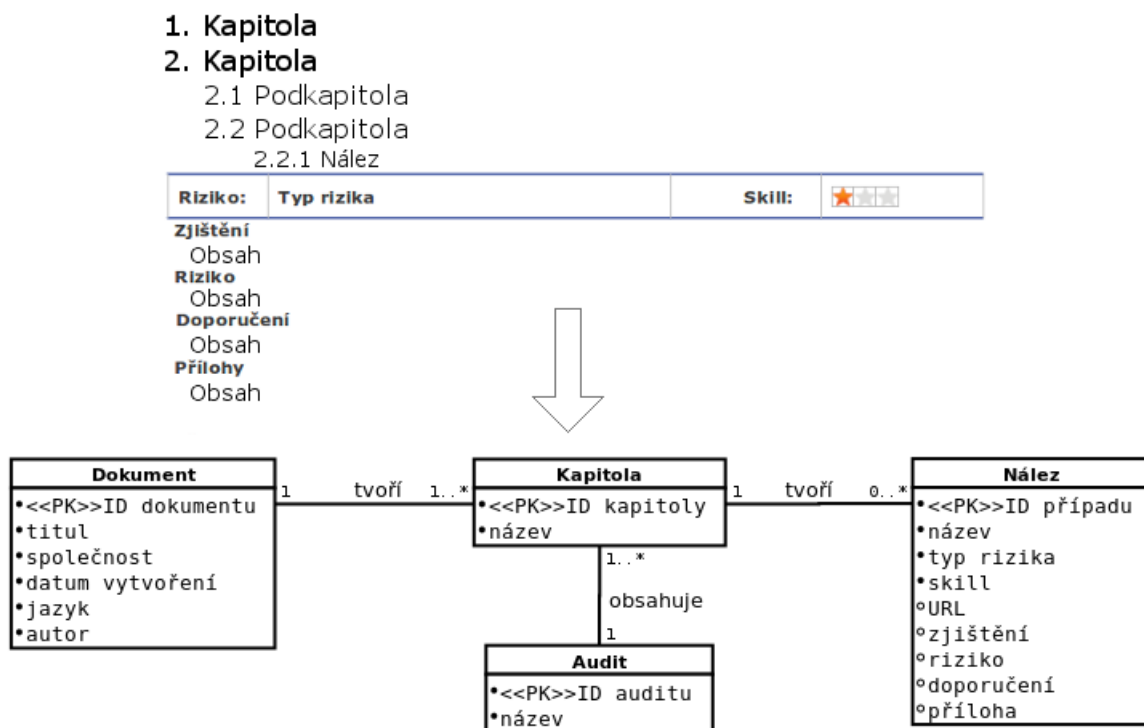 1. Kapitola
2. Kapitola
2.1 Podkapitola
2.2 Podkapitola
2.2.1 Nález
Riziko: Typ rizika Skill:
Zjištění
Obsah
Riziko
Obsah
Doporučení
Obsah
Přílohy
Obsah
Dokument
•<<PK>>ID dokumentu
•titul
•společnost
•datum vytvoření
•jazyk
•autor
1 tvoří 1..*
Kapitola
•<<PK>>ID kapitoly
•název
1 tvoří 0..*
Nález
•<<PK>>ID případu
•název
•typ rizika
•skill
∘URL
∘zjištění
∘riziko
∘doporučení
∘příloha
1..*
obsahuje
1
Audit
•<<PK>>ID auditu
•název